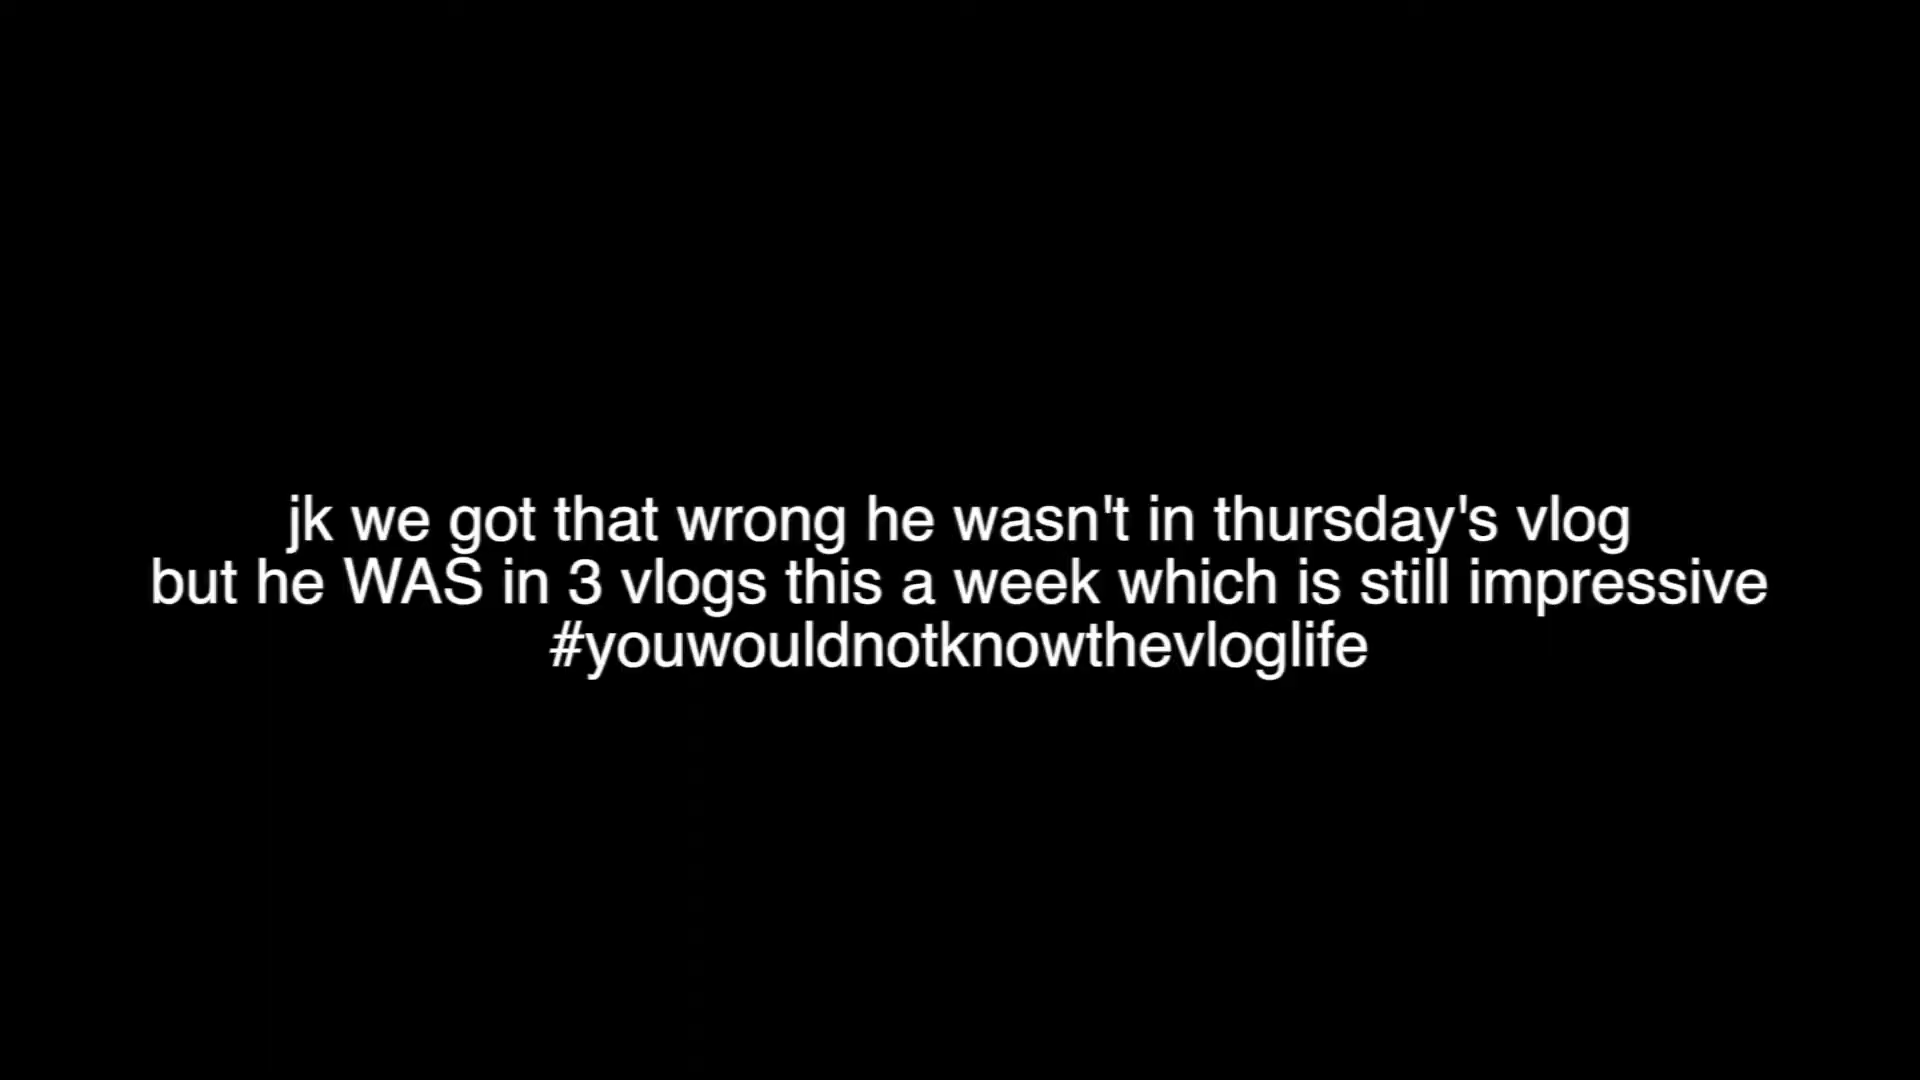 jk we got that wrong he wasn't in thursday's vlog
but he WAS in 3 vlogs this a week which is still impressive
#youwouldnotknowthevloglife